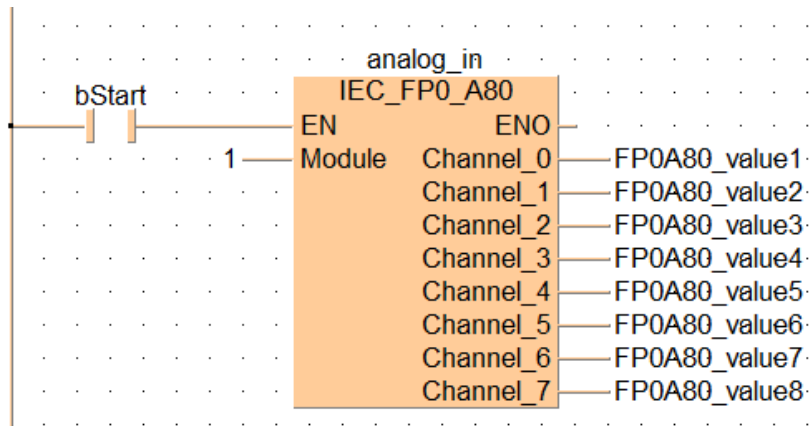 analog_in
bStart IEC_FP0_A80
EN ENO
1 Module Channel_0 FP0A80_value1
Channel_1 FP0A80_value2
Channel_2 FP0A80_value3
Channel_3 FP0A80_value4
Channel_4 FP0A80_value5
Channel_5 FP0A80_value6
Channel_6 FP0A80_value7
Channel_7 FP0A80_value8